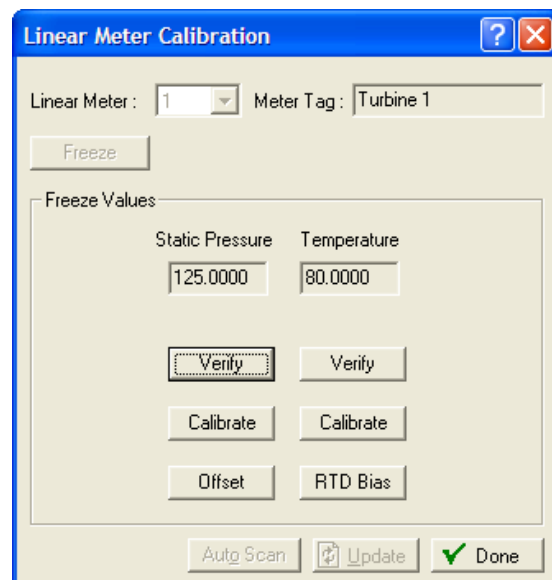 Linear Meter Calibration
Linear Meter : 1 Meter Tag : Turbine 1
Freeze
Freeze Values
Static Pressure Temperature
125.0000 80.0000
Verify Verify
Calibrate Calibrate
Offset RTD Bias
Auto Scan Update Done